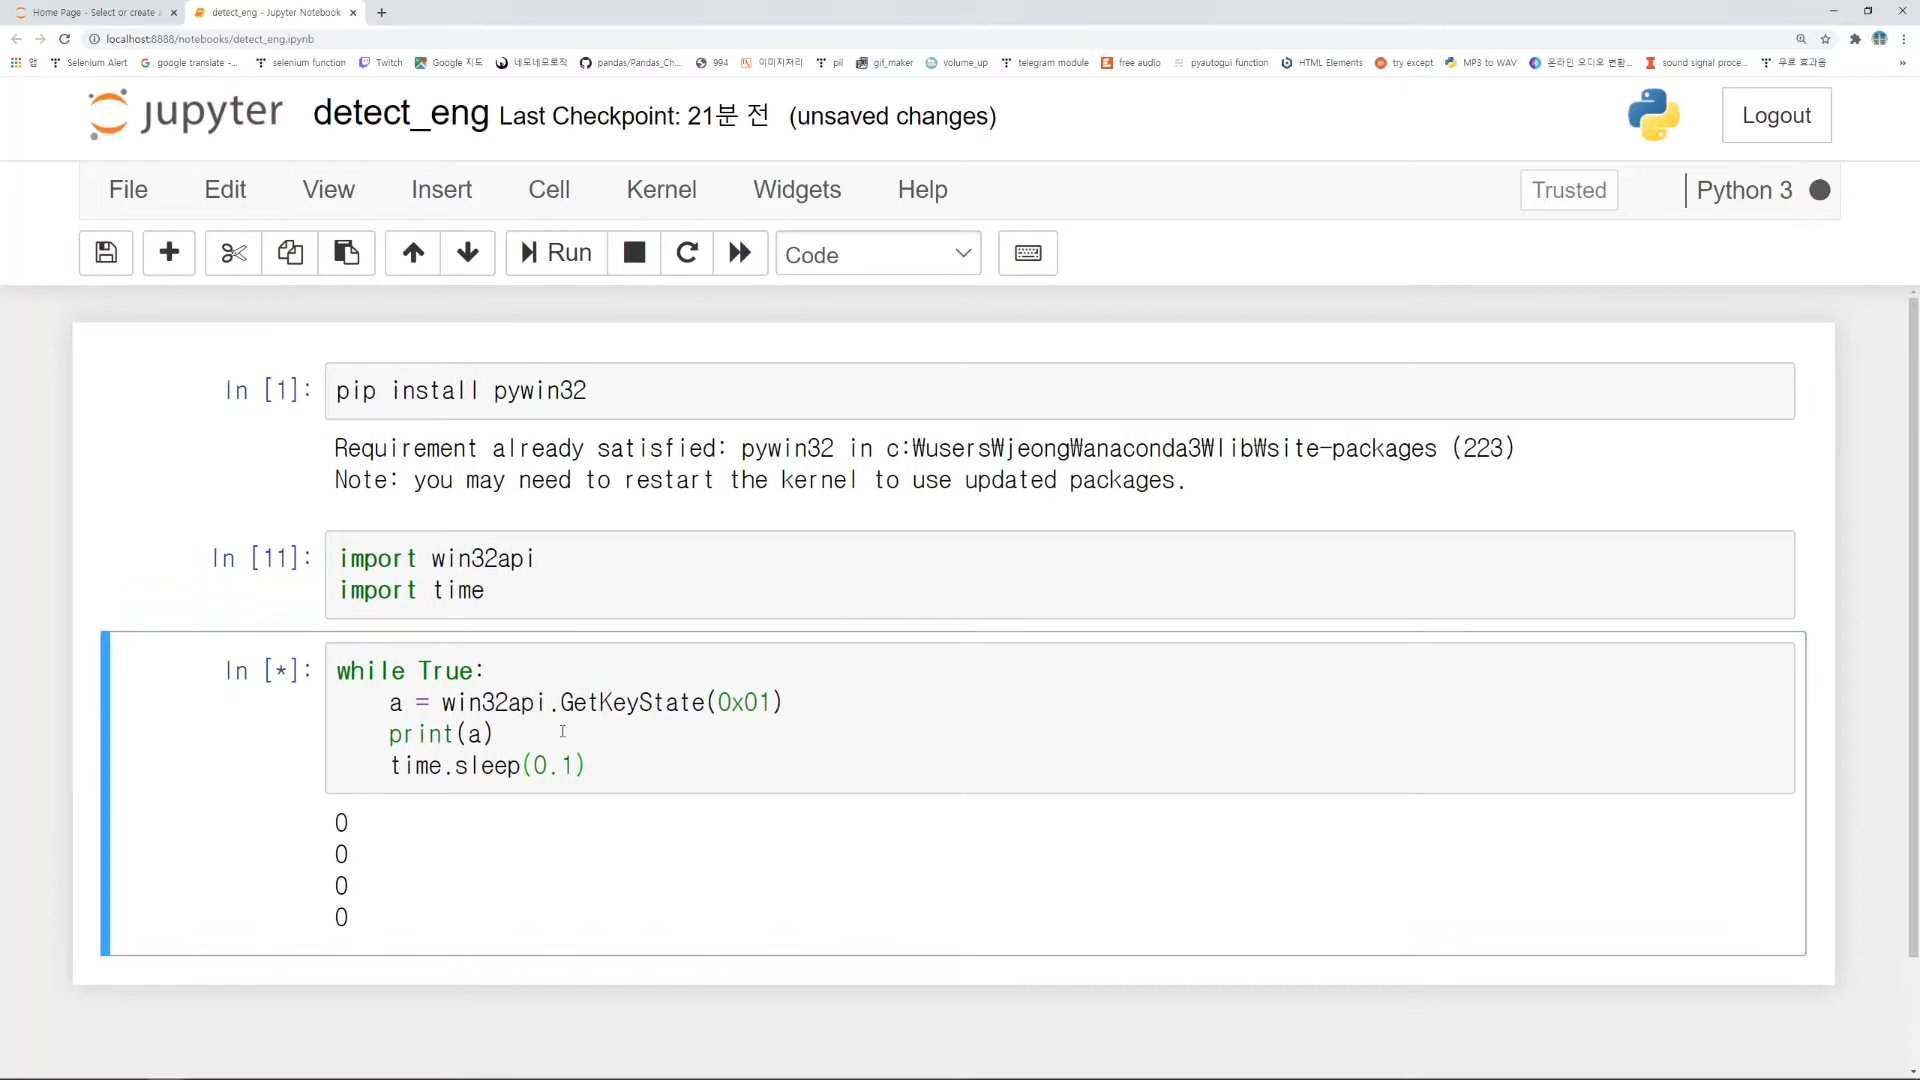 Home Page - Select or create a
detect_eng - Jupyter Notebook
localhost:8888/notebooks/detect_eng.ipynb
앱 Selenium Alert google translate -... selenium function Twitch Google 지도 네모네모로직 pandas/Pandas_Ch... 994 이미지처리 pil gif_maker volume_up telegram module free audio pyautogui function HTML Elements try except MP3 to WAV 온라인 오디오 변환... sound signal proce... 무료 효과음 »
jupyter detect_eng Last Checkpoint: 21분 전 (unsaved changes) Logout
File Edit View Insert Cell Kernel Widgets Help Trusted Python 3
Run Code
In [1]: pip install pywin32
Requirement already satisfied: pywin32 in c:₩users₩jeong₩anaconda3₩lib₩site-packages (223)
Note: you may need to restart the kernel to use updated packages.
In [11]: import win32api
import time
In [*]: while True:
a = win32api.GetKeyState(0x01)
print(a)
time.sleep(0.1)
0
0
0
0